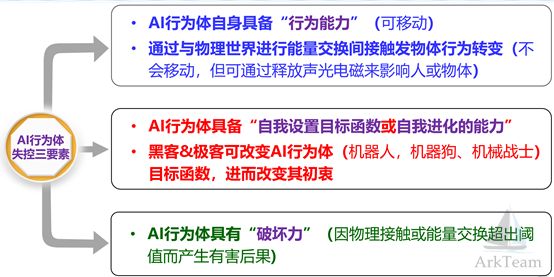 • AI行为体自身具备“行为能力”（可移动）
• 通过与物理世界进行能量交换间接触发物体行为转变（不
会移动，但可通过释放声光电磁来影响人或物体）
AI行为体
失控三要素
• AI行为体具备“自我设置目标函数或自我进化的能力”
• 黑客&极客可改变AI行为体（机器人，机器狗、机械战士）
目标函数，进而改变其初衷
• AI行为体具有“破坏力”（因物理接触或能量交换超出阈
值而产生有害后果）
ArkTeam